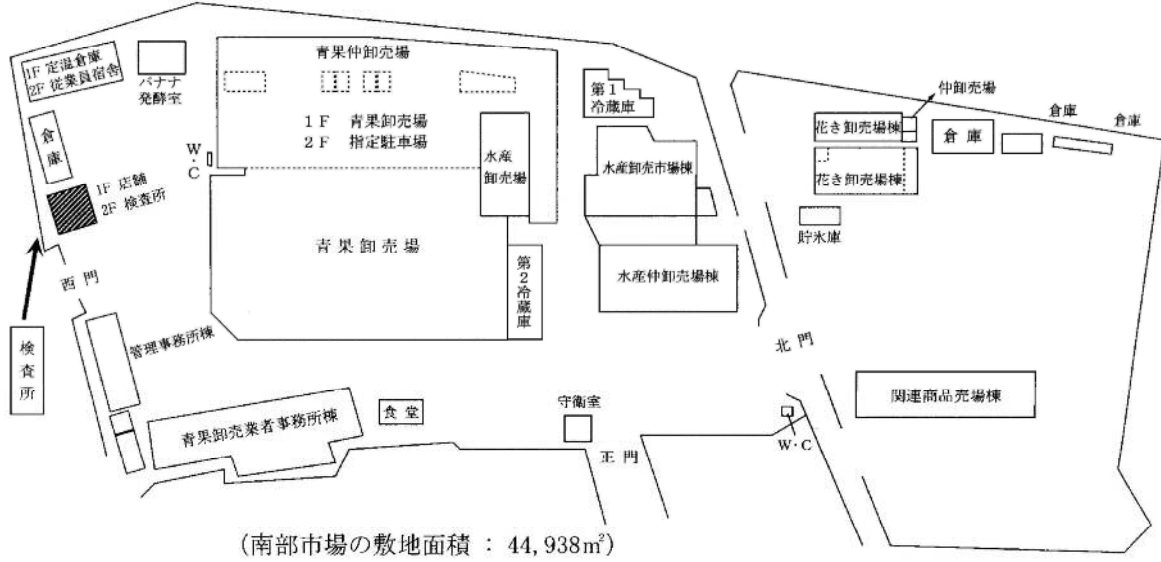 1F 定温倉庫
2F 従業員宿舎
バナナ
発酵室
青果仲卸売場
1F 青果卸売場
2F 指定駐車場
W・C
倉庫
1F 店舗
2F 検査所
西門
検査所
管理事務所棟
青果卸売場
水産
卸売場
第2冷蔵庫
第1
冷蔵庫
水産卸売市場棟
水産仲卸売場棟
仲卸売場
花き卸売場棟
花き卸売場棟
倉庫
倉庫
倉庫
貯氷庫
北門
関連商品売場棟
W・C
守衛室
正門
食堂
青果卸売業者事務所棟
(南部市場の敷地面積 : 44,938㎡)